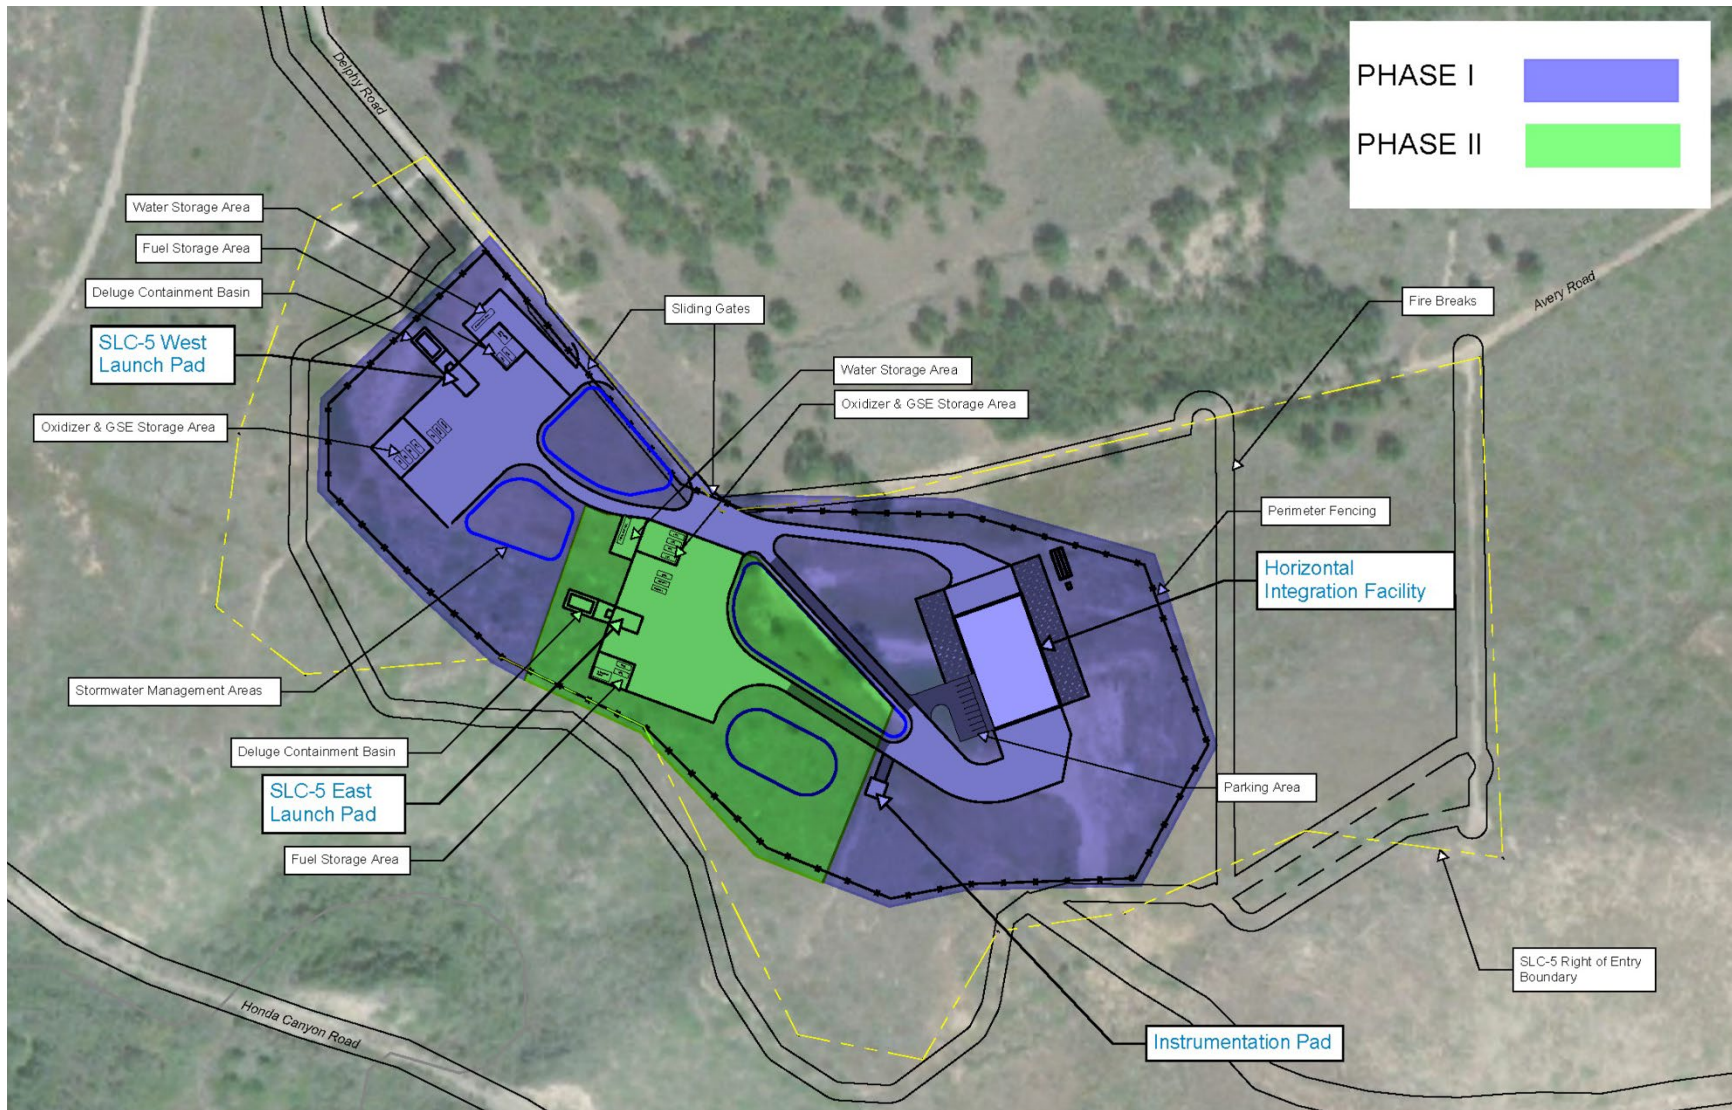 PHASE I
PHASE II
Delphy Road
Water Storage Area
Fuel Storage Area
Deluge Containment Basin
SLC-5 West
Launch Pad
Oxidizer & GSE Storage Area
Sliding Gates
Water Storage Area
Oxidizer & GSE Storage Area
Fire Breaks
Avery Road
Perimeter Fencing
Horizontal
Integration Facility
Stormwater Management Areas
Deluge Containment Basin
SLC-5 East
Launch Pad
Fuel Storage Area
Parking Area
SLC-5 Right of Entry
Boundary
Instrumentation Pad
Honda Canyon Road